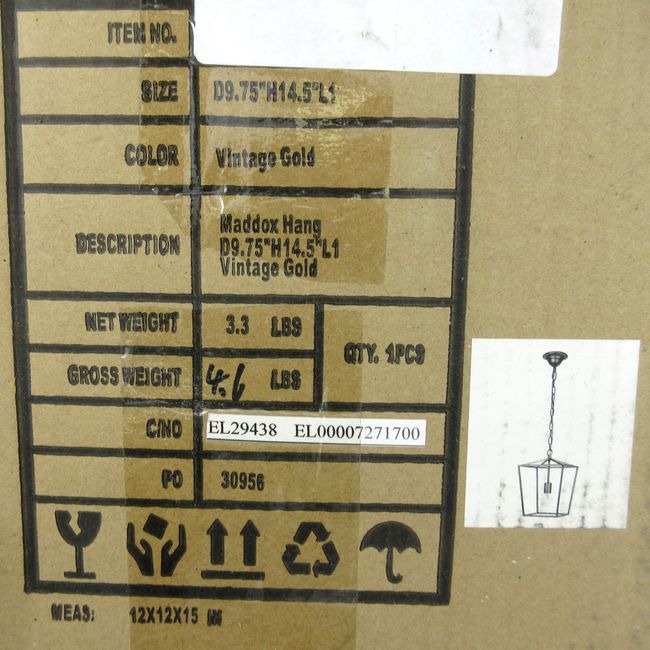 ITEM NO.
SIZE D9.75"H14.5"L1
COLOR Vintage Gold
DESCRIPTION Maddox Hang
D9.75"H14.5"L1
Vintage Gold
NET WEIGHT 3.3 LBS
QTY. 1PCS
GROSS WEIGHT 4.6 LBS
C/NO EL29438 EL00007271700
PO 30956
MEAS: 12X12X15 IN